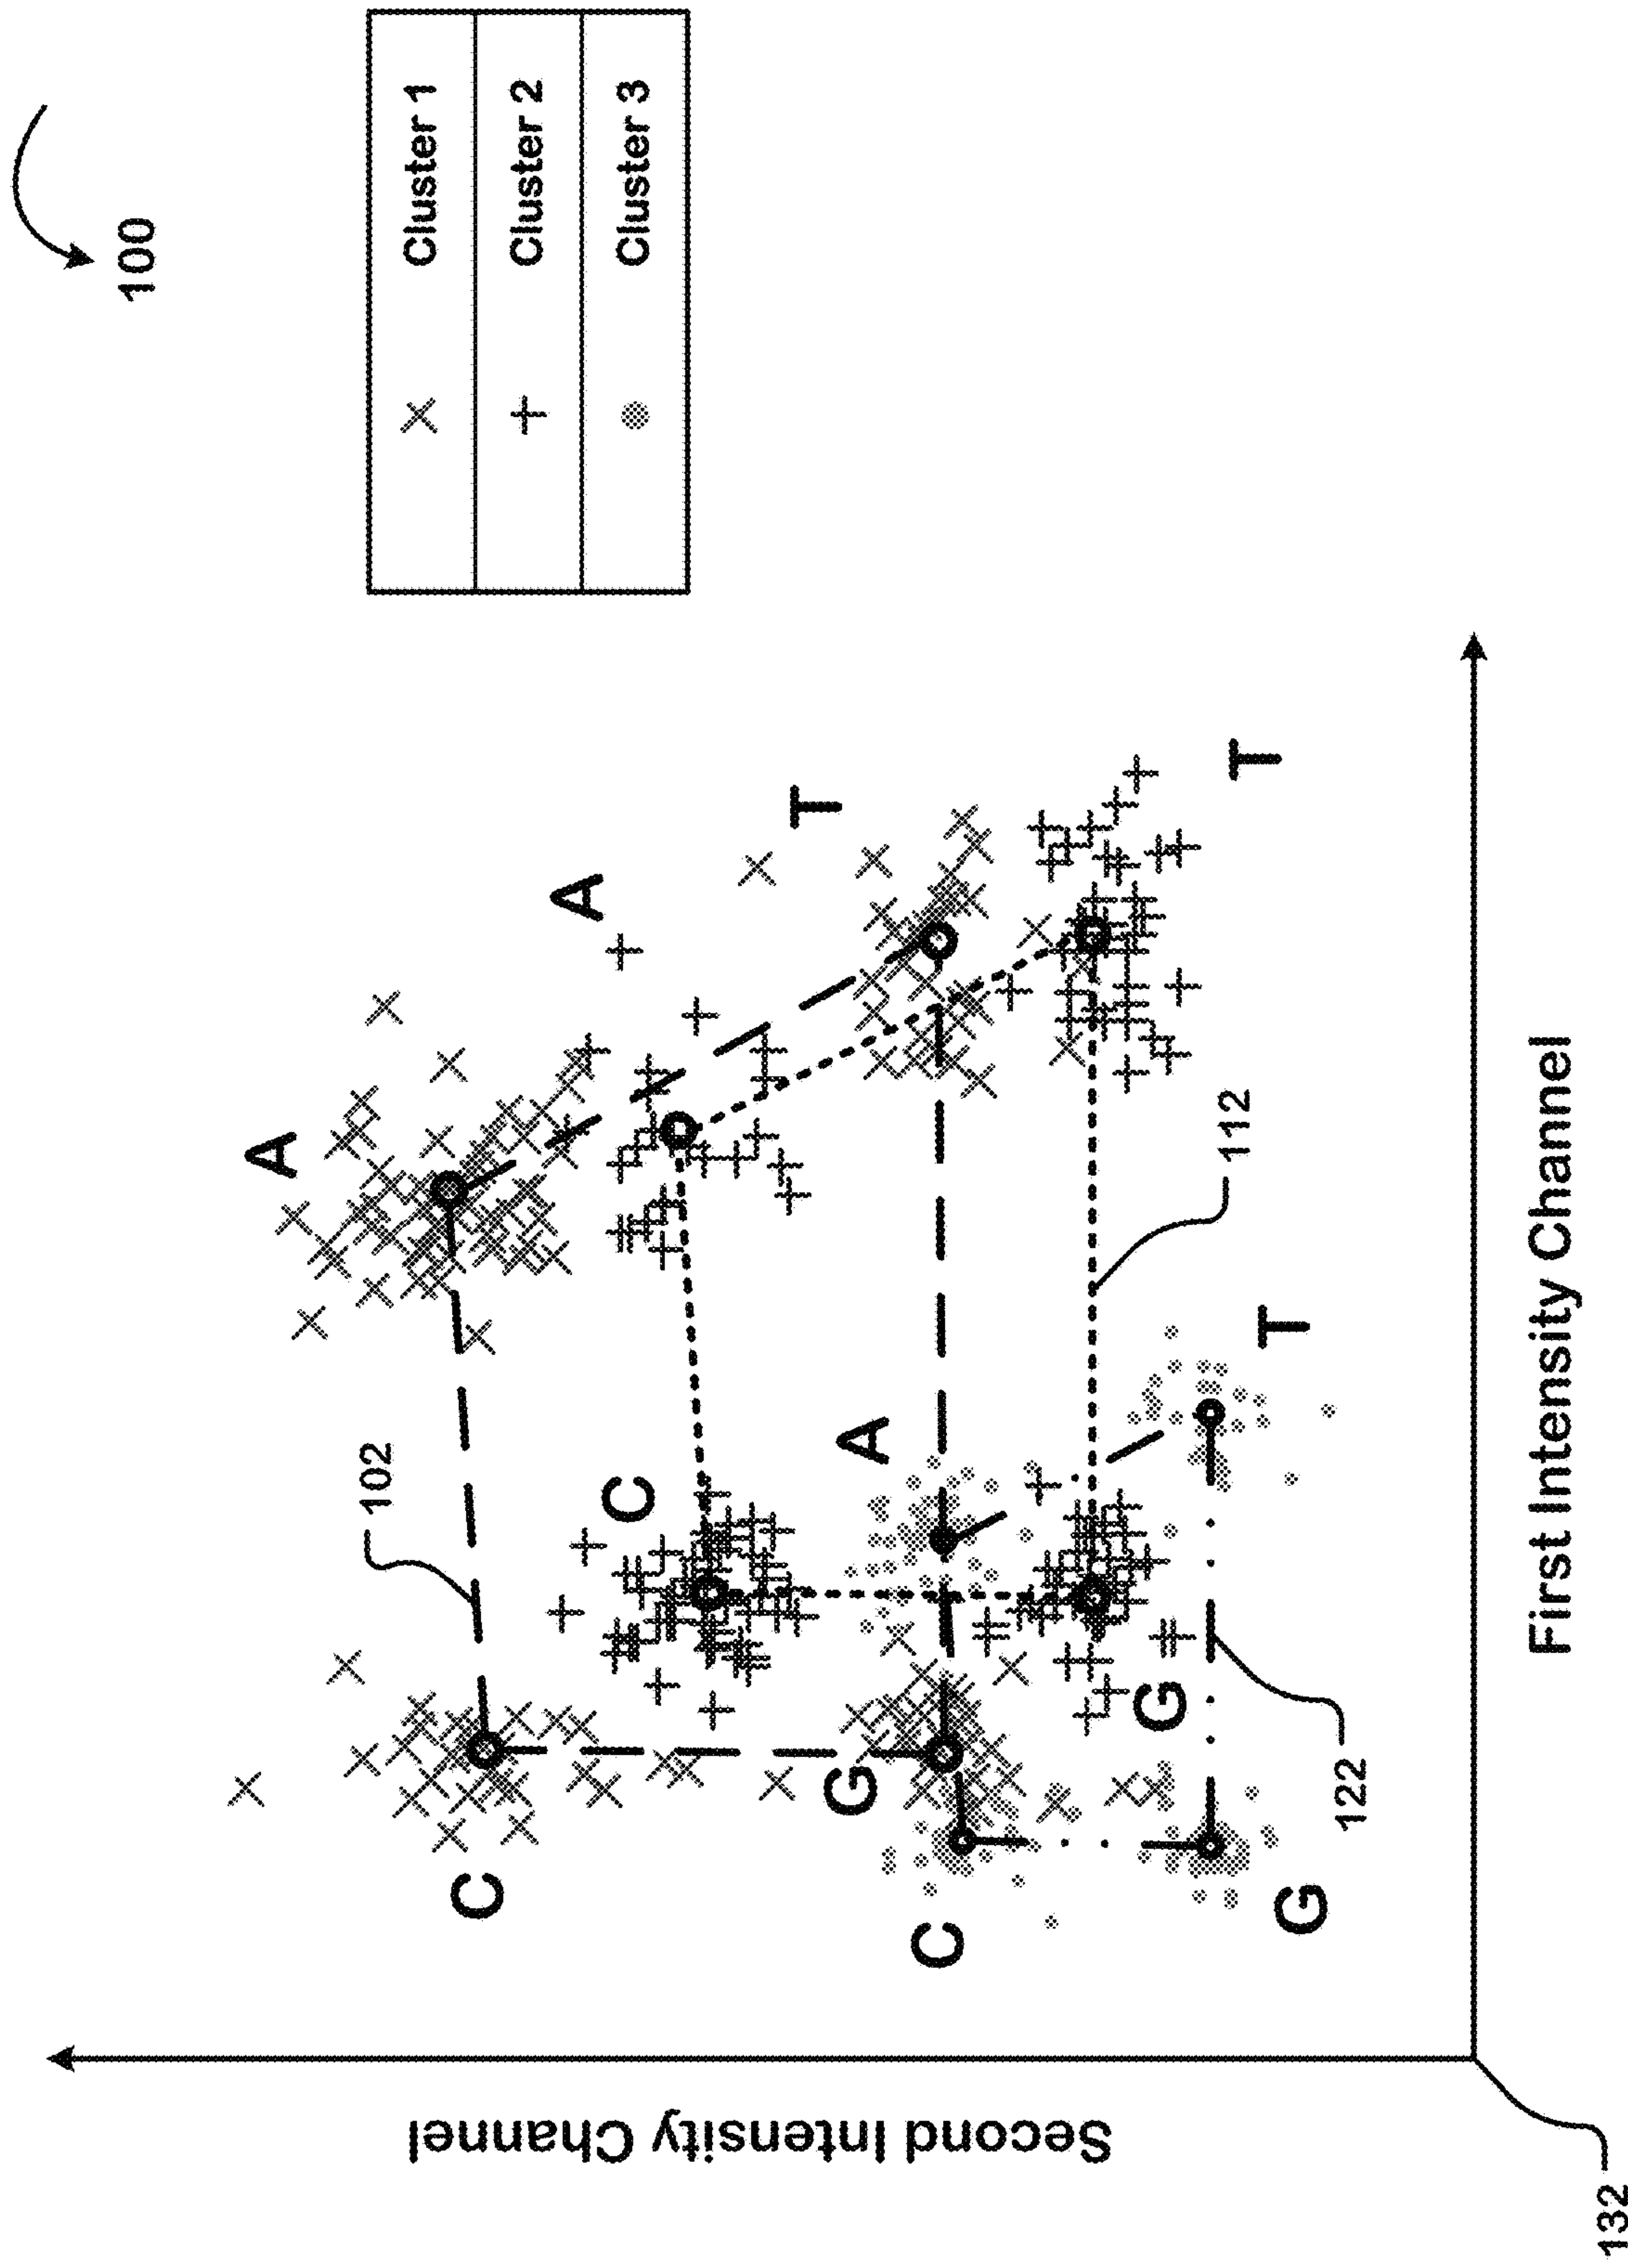 100
Cluster 1
Cluster 2
Cluster 3
A
A
T
T
102
C
A
112
T
C
G
C
G
122
G
Second Intensity Channel
First Intensity Channel
132